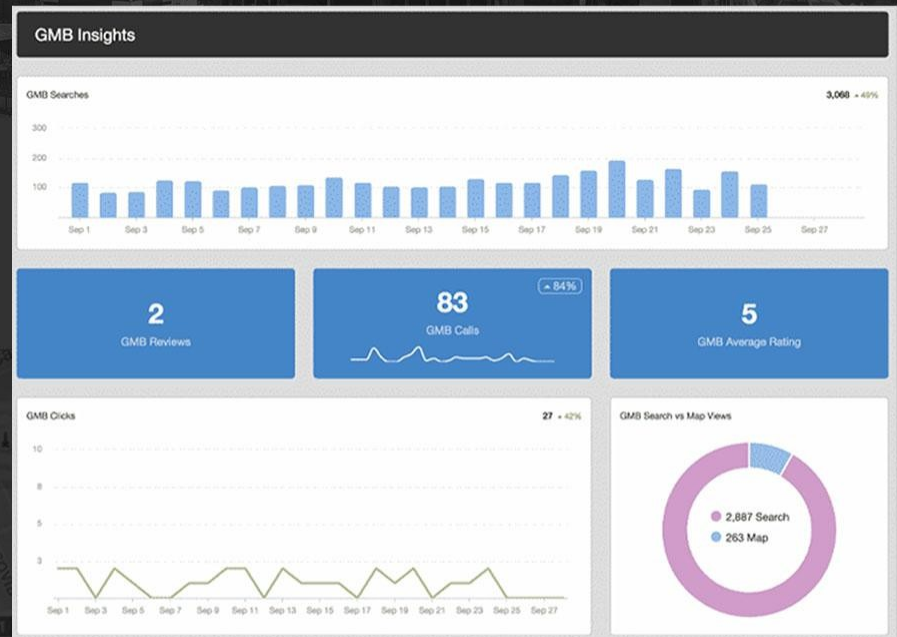 GMB Insights
GMB Searches
3,068 ▲ 49%
300
200
100
Sep 1 Sep 3 Sep 5 Sep 7 Sep 9 Sep 11 Sep 13 Sep 15 Sep 17 Sep 19 Sep 21 Sep 23 Sep 25 Sep 27
2
GMB Reviews
▲ 84%
83
GMB Calls
5
GMB Average Rating
GMB Clicks
27 ▲ 42%
10
8
5
3
Sep 1 Sep 3 Sep 5 Sep 7 Sep 9 Sep 11 Sep 13 Sep 15 Sep 17 Sep 19 Sep 21 Sep 23 Sep 25 Sep 27
GMB Search vs Map Views
2,887 Search
263 Map